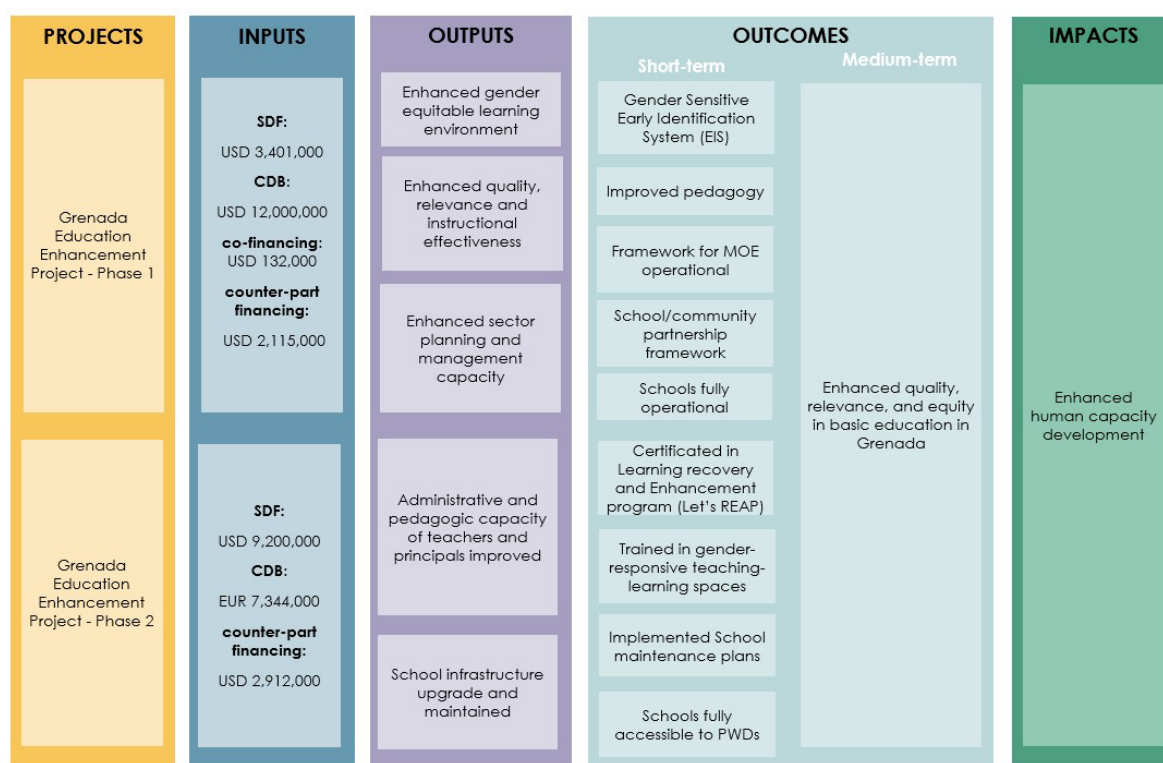 PROJECTS
Grenada
Education
Enhancement
Project - Phase 1
Grenada
Education
Enhancement
Project - Phase 2
INPUTS
SDF:
USD 3,401,000
CDB:
USD 12,000,000
co-financing:
USD 132,000
counter-part
financing:
USD 2,115,000
SDF:
USD 9,200,000
CDB:
EUR 7,344,000
counter-part
financing:
USD 2,912,000
OUTPUTS
Enhanced gender
equitable learning
environment
Enhanced quality,
relevance and
instructional
effectiveness
Enhanced sector
planning and
management
capacity
Administrative and
pedagogic capacity
of teachers and
principals improved
School infrastructure
upgrade and
maintained
OUTCOMES
Short-term
Gender Sensitive
Early Identification
System (EIS)
Improved pedagogy
Framework for MOE
operational
School/community
partnership
framework
Schools fully
operational
Certificated in
Learning recovery
and Enhancement
program (Let's REAP)
Trained in gender-
responsive teaching-
learning spaces
Implemented School
maintenance plans
Schools fully
accessible to PWDs
Medium-term
Enhanced quality,
relevance, and equity
in basic education in
Grenada
IMPACTS
Enhanced
human capacity
development